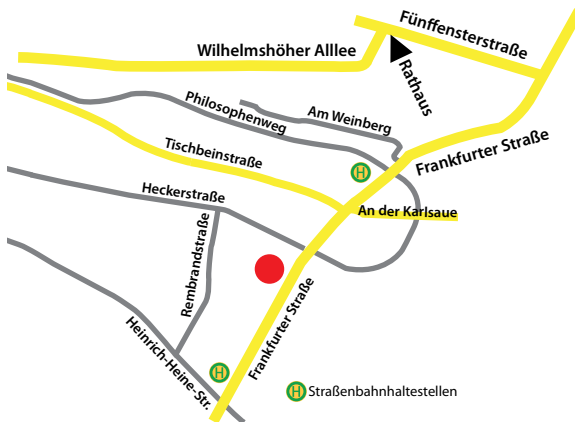 Fünffensterstraße
Wilhelmshöher Alllee
Rathaus
Philosophenweg
Am Weinberg
Frankfurter Straße
Tischbeinstraße
H
Heckerstraße
An der Karlsaue
Rembrandstraße
Frankfurter Straße
Heinrich-Heine-Str.
H
H Straßenbahnhaltestellen